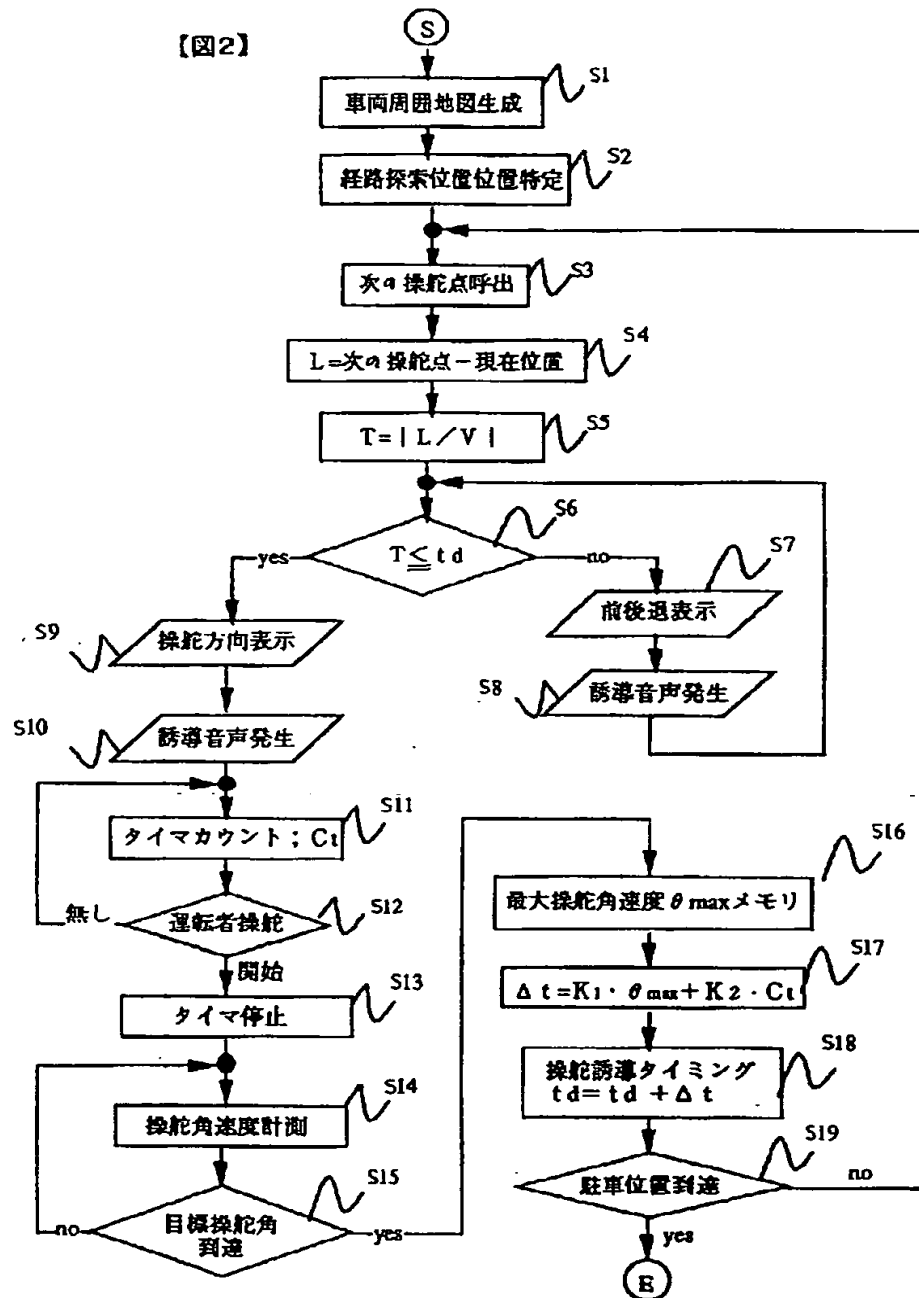 【図2】
S
車両周囲地図生成
S1
経路探索位置位置特定
S2
次の操舵点呼出
S3
L=次の操舵点-現在位置
S4
T=|L/V|
S5
T≦td
S6
yes
no
前後退表示
S7
誘導音声発生
S8
操舵方向表示
S9
誘導音声発生
S10
タイマカウント;Ct
S11
運転者操舵
S12
無し
開始
タイマ停止
S13
操舵角速度計測
S14
目標操舵角
到達
S15
no
yes
最大操舵角速度θmaxメモリ
S16
Δt=K1・θmax+K2・Ct
S17
操舵誘導タイミング
td=td+Δt
S18
駐車位置到達
S19
no
yes
E